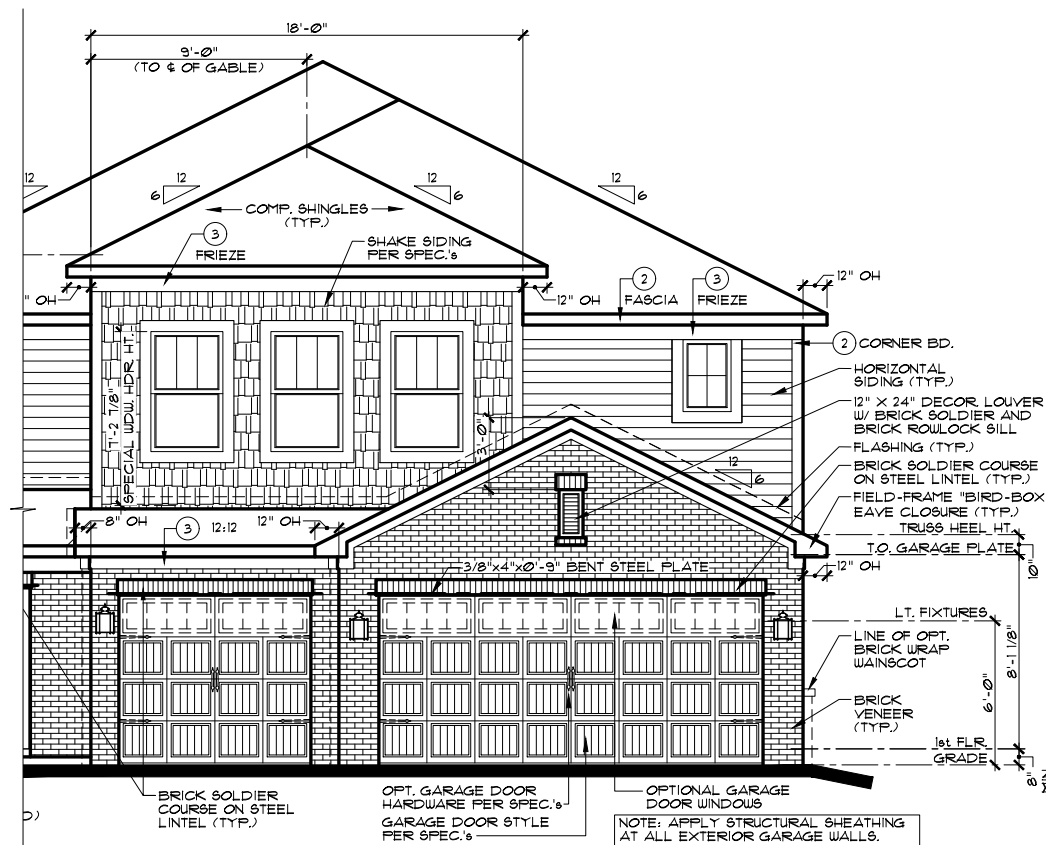 18'-0"
9'-0"
(TO ℄ OF GABLE)
12
12
6
12
6
12
6
COMP. SHINGLES
(TYP.)
3
FRIEZE
SHAKE SIDING
PER SPEC.'s
" OH
12" OH
2
FASCIA
3
FRIEZE
12" OH
2 CORNER BD.
HORIZONTAL
SIDING (TYP.)
12" X 24" DECOR. LOUVER
W/ BRICK SOLDIER AND
BRICK ROWLOCK SILL
FLASHING (TYP.)
BRICK SOLDIER COURSE
ON STEEL LINTEL (TYP.)
FIELD-FRAME "BIRD-BOX
EAVE CLOSURE (TYP.)
TRUSS HEEL HT.
T.O. GARAGE PLATE
10"
12" OH
7'-2 7/8"
SPECIAL WDW. HDR. HT.
3'-0"
12
6
8" OH
3
12:12
12" OH
3/8"x4"x0'-9" BENT STEEL PLATE
LT. FIXTURES
LINE OF OPT.
BRICK WRAP
WAINSCOT
6'-0"
8'-1 1/8"
BRICK
VENEER
(TYP.)
1st FLR.
GRADE
8"
MIN
BRICK SOLDIER
COURSE ON STEEL
LINTEL (TYP.)
OPT. GARAGE DOOR
HARDWARE PER SPEC.'s
GARAGE DOOR STYLE
PER SPEC.'s
OPTIONAL GARAGE
DOOR WINDOWS
NOTE: APPLY STRUCTURAL SHEATHING
AT ALL EXTERIOR GARAGE WALLS.